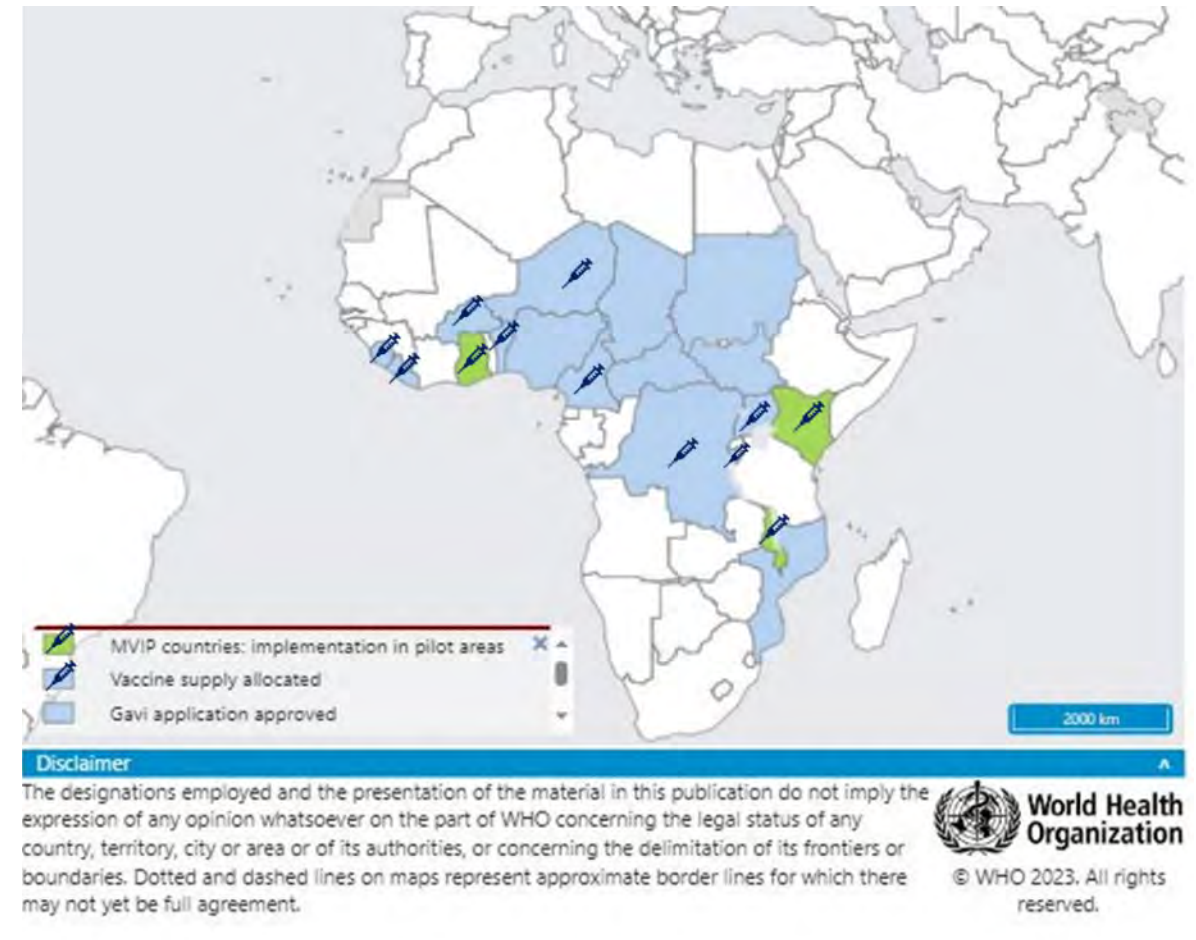 MVIP countries: implementation in pilot areas
Vaccine supply allocated
Gavi application approved
2000 km
Disclaimer
The designations employed and the presentation of the material in this publication do not imply the
expression of any opinion whatsoever on the part of WHO concerning the legal status of any
country, territory, city or area or of its authorities, or concerning the delimitation of its frontiers or
boundaries. Dotted and dashed lines on maps represent approximate border lines for which there
may not yet be full agreement.
World Health
Organization
© WHO 2023. All rights
reserved.